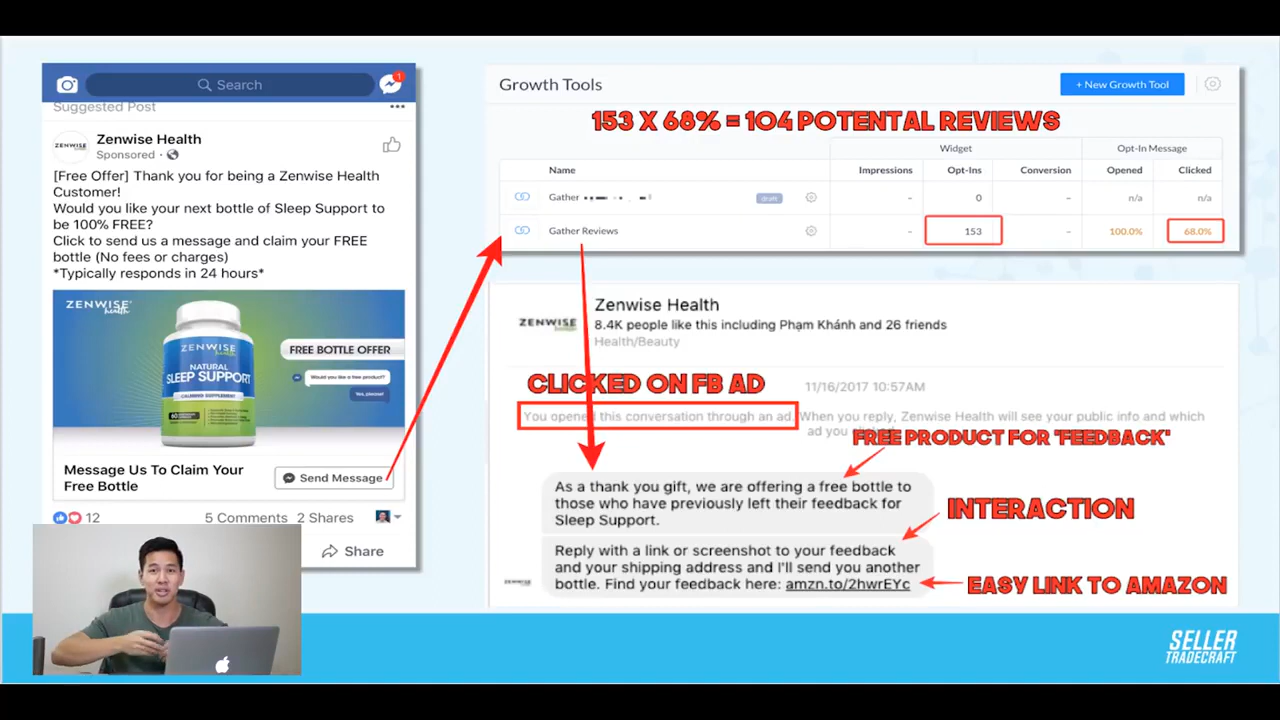 Search
1
Suggested Post
Zenwise Health
Sponsored
ZENWISE
[Free Offer] Thank you for being a Zenwise Health
Customer!
Would you like your next bottle of Sleep Support to
be 100% FREE?
Click to send us a message and claim your FREE
bottle (No fees or charges)
*Typically responds in 24 hours*
ZENWISE
health
ZENWISE
health
NATURAL
SLEEP SUPPORT
CALMING SUPPLEMENT
60
FREE BOTTLE OFFER
Would you like a free product?
Yes, please!
Message Us To Claim Your
Free Bottle
Send Message
12
5 Comments 2 Shares
Share
Growth Tools
+ New Growth Tool
153 X 68% = 104 POTENTAL REVIEWS
Widget
Opt-In Message
Name
Impressions
Opt-Ins
Conversion
Opened
Clicked
Gather
draft
–
0
–
n/a
n/a
Gather Reviews
–
153
–
100.0%
68.0%
ZENWISE
Zenwise Health
8.4K people like this including Phạm Khánh and 26 friends
Health/Beauty
CLICKED ON FB AD
11/16/2017 10:57AM
You opened this conversation through an ad. When you reply, Zenwise Health will see your public info and which
ad you
FREE PRODUCT FOR 'FEEDBACK'
As a thank you gift, we are offering a free bottle to
those who have previously left their feedback for
Sleep Support.
INTERACTION
Reply with a link or screenshot to your feedback
and your shipping address and I'll send you another
bottle. Find your feedback here: amzn.to/2hwrEYc
ZENWISE
EASY LINK TO AMAZON
SELLER
TRADECRAFT